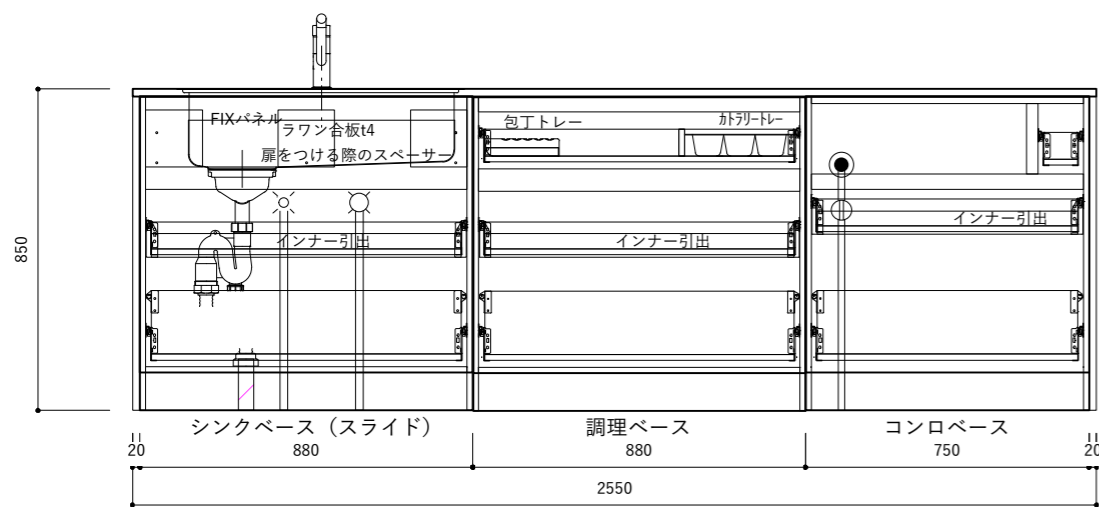 FIXパネル
ラワン合板t4
扉をつける際のスペーサー
包丁トレー
カトラリートレー
インナー引出
インナー引出
インナー引出
850
シンクベース（スライド）
調理ベース
コンロベース
20
880
880
750
20
2550